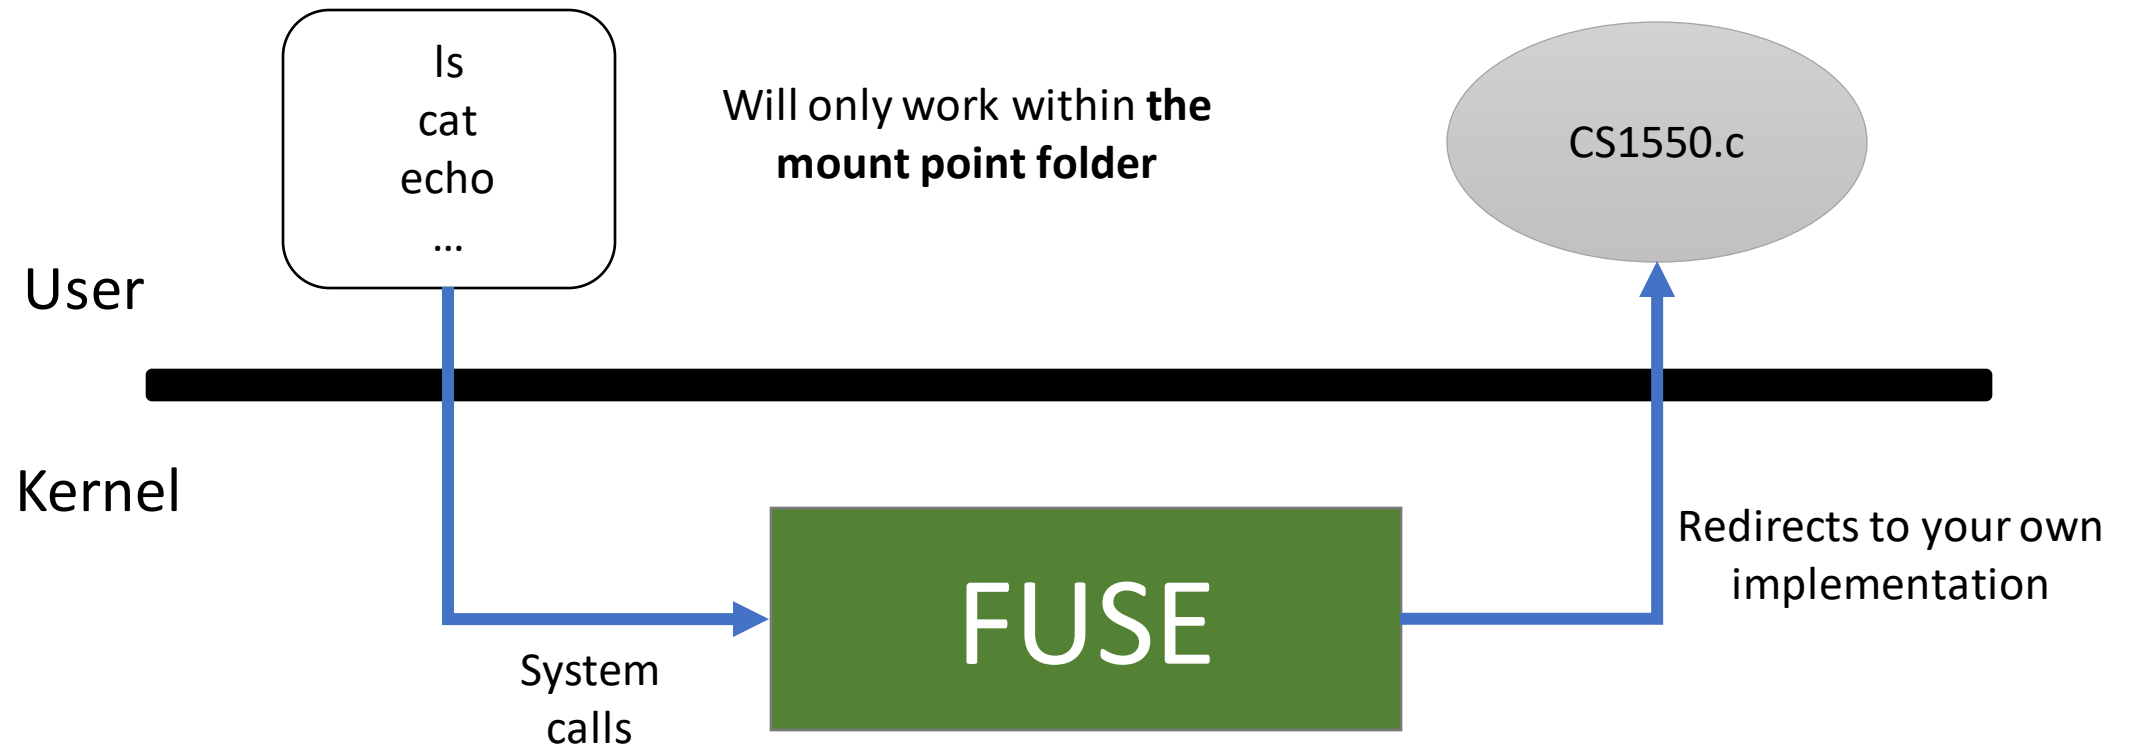 ls
cat
echo
...
Will only work within the
mount point folder
CS1550.c
User
Kernel
FUSE
System
calls
Redirects to your own
implementation